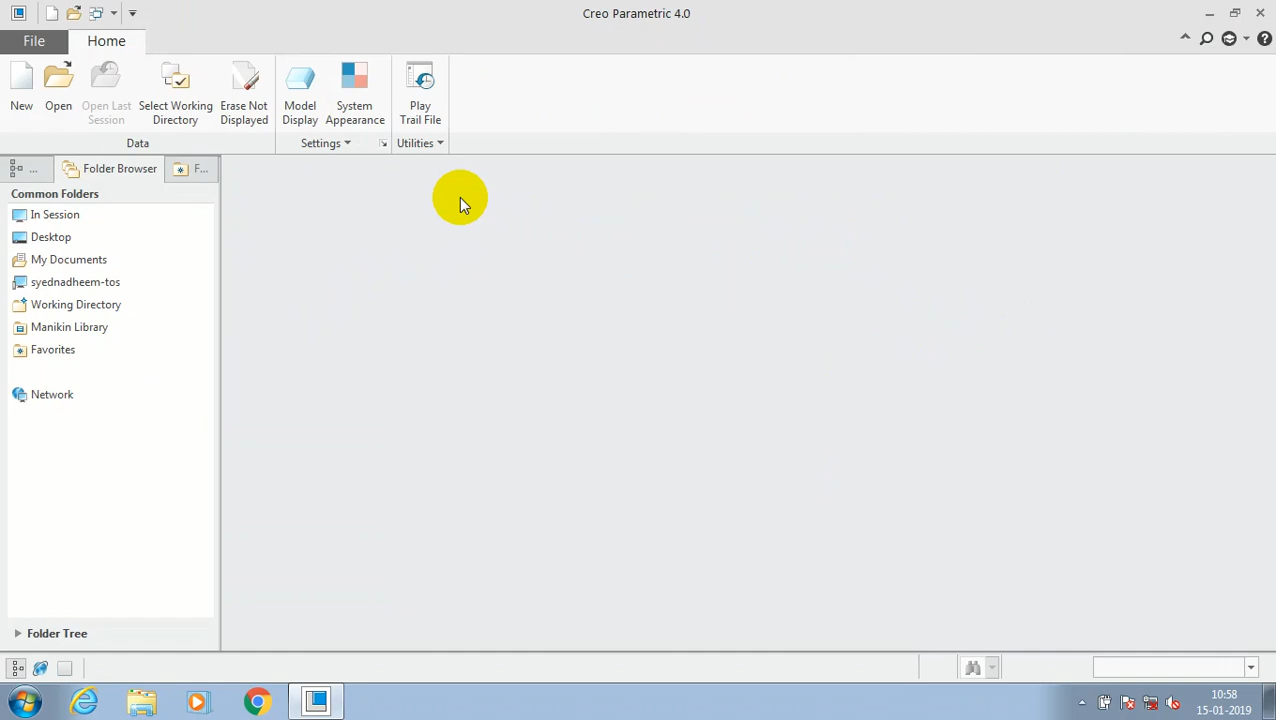 Creo Parametric 4.0
File
Home
New
Open
Open Last
Session
Select Working
Directory
Erase Not
Displayed
Model
Display
System
Appearance
Play
Trail File
Data
Settings
Utilities
...
Folder Browser
F...
Common Folders
In Session
Desktop
My Documents
syednadheem-tos
Working Directory
Manikin Library
Favorites
Network
Folder Tree
10:58
15-01-2019